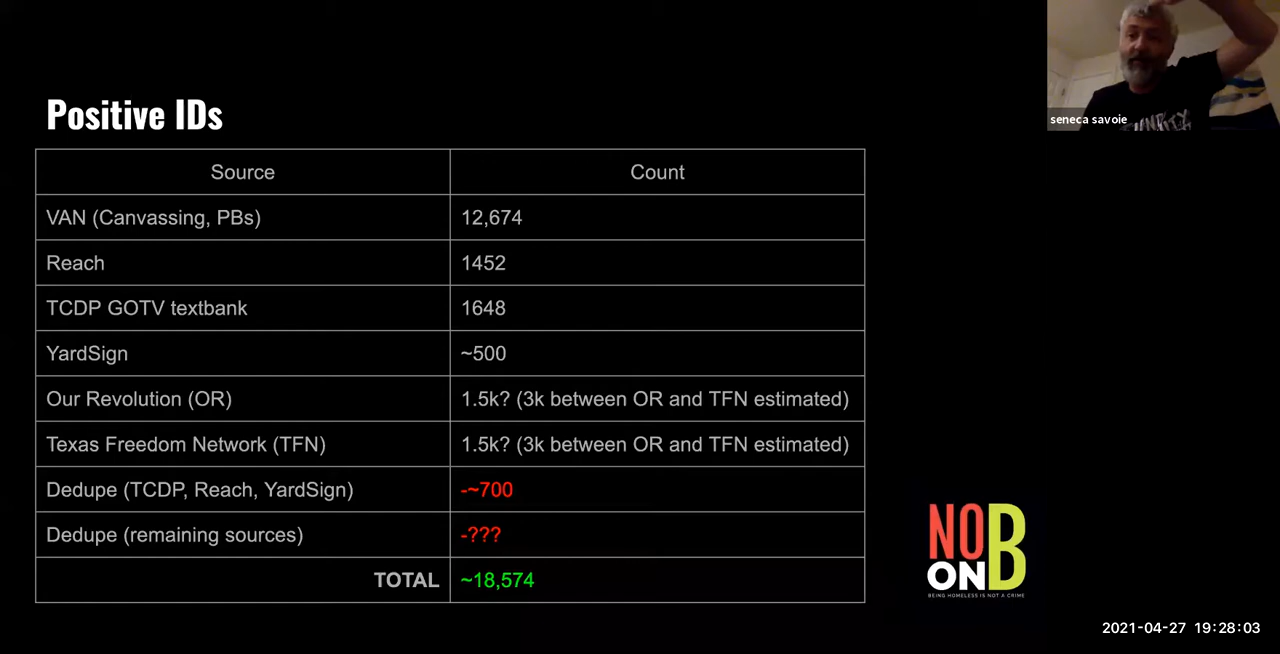 seneca savoie
Positive IDs
Source Count
VAN (Canvassing, PBs) 12,674
Reach 1452
TCDP GOTV textbank 1648
YardSign ~500
Our Revolution (OR) 1.5k? (3k between OR and TFN estimated)
Texas Freedom Network (TFN) 1.5k? (3k between OR and TFN estimated)
Dedupe (TCDP, Reach, YardSign) -~700
Dedupe (remaining sources) -???
TOTAL ~18,574
NO
ON B
BEING HOMELESS IS NOT A CRIME
2021-04-27 19:28:03